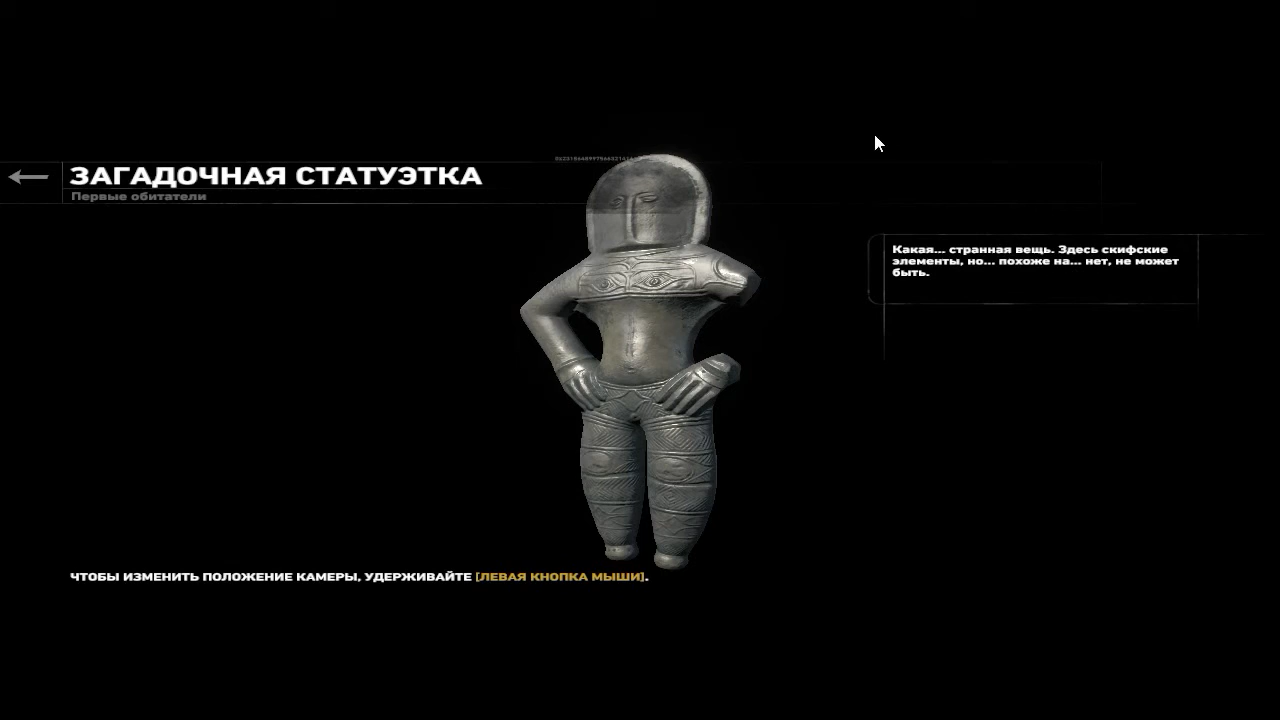 ЗАГАДОЧНАЯ СТАТУЭТКА
Первые обитатели
Какая... странная вещь. Здесь скифские
элементы, но... похоже на... нет, не может
быть.
ЧТОБЫ ИЗМЕНИТЬ ПОЛОЖЕНИЕ КАМЕРЫ, УДЕРЖИВАЙТЕ [ЛЕВАЯ КНОПКА МЫШИ].